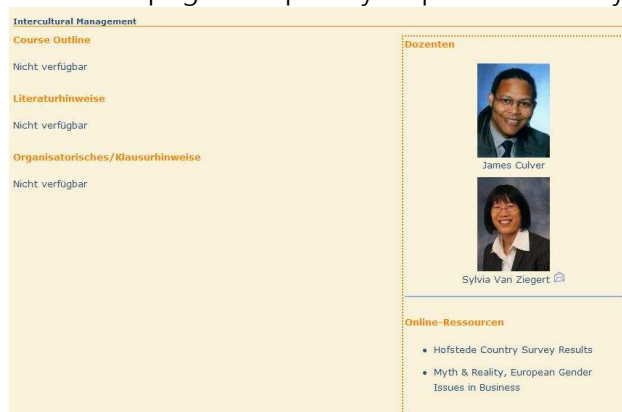 Intercultural Management
Course Outline
Nicht verfügbar
Literaturhinweise
Nicht verfügbar
Organisatorisches/Klausurhinweise
Nicht verfügbar
Dozenten
James Culver
Sylvia Van Ziegert
Online-Ressourcen
• Hofstede Country Survey Results
• Myth & Reality, European Gender
Issues in Business